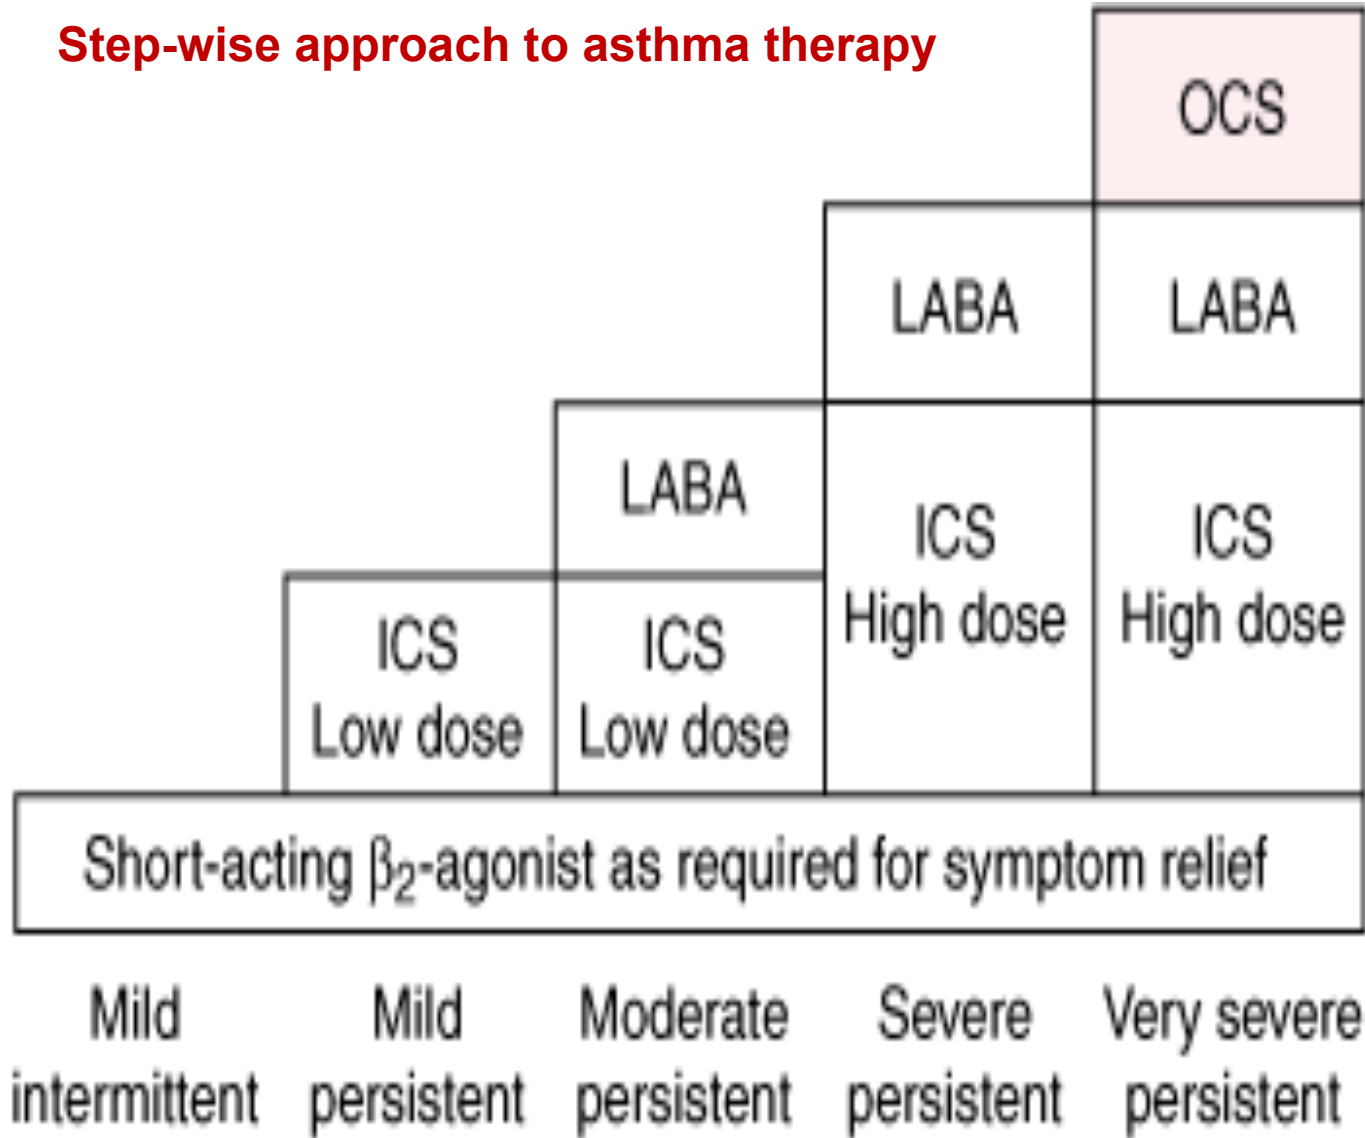 Step-wise approach to asthma therapy
OCS
LABA
LABA
LABA
ICS
High dose
ICS
High dose
ICS
Low dose
ICS
Low dose
Short-acting β₂-agonist as required for symptom relief
Mild
intermittent
Mild
persistent
Moderate
persistent
Severe
persistent
Very severe
persistent